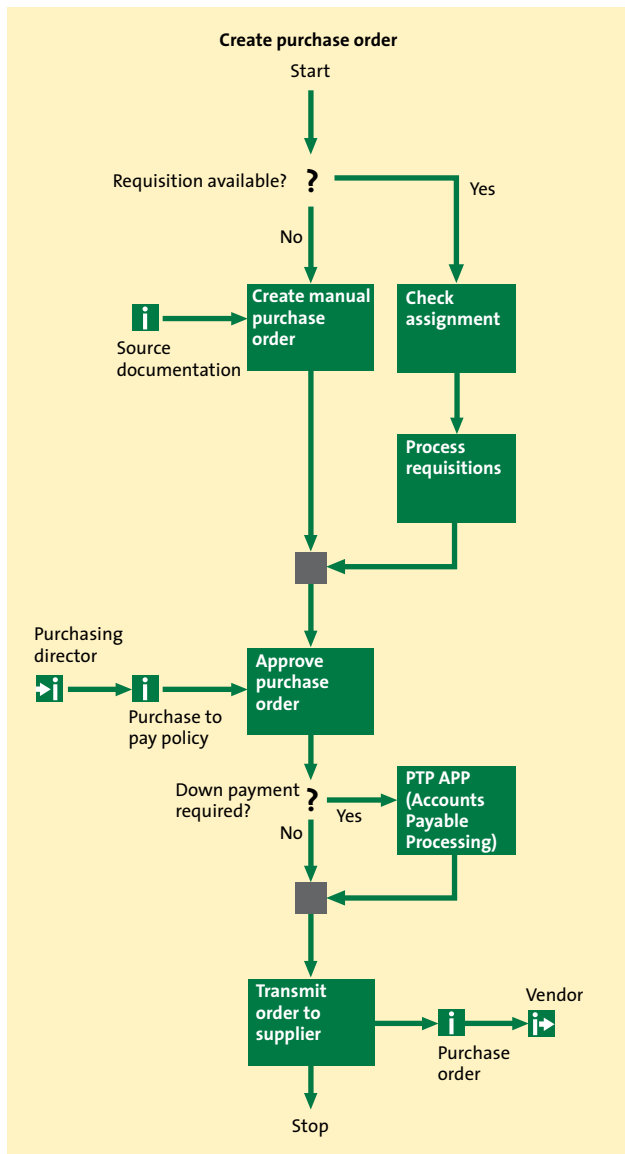 Create purchase order
Start
Requisition available?
?
Yes
No
Create manual
purchase
order
Check
assignment
i
Source
documentation
Process
requisitions
Purchasing
director
i
i
Purchase to
pay policy
Approve
purchase
order
Down payment
required?
?
Yes
No
PTP APP
(Accounts
Payable
Processing)
Transmit
order to
supplier
i
Purchase
order
Vendor
i
Stop